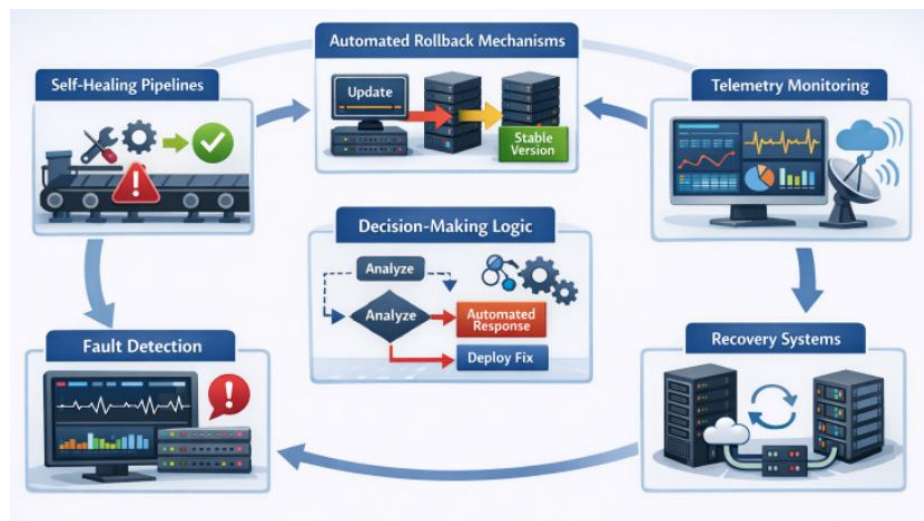 Automated Rollback Mechanisms
Self-Healing Pipelines
Telemetry Monitoring
Update
Stable
Version
Decision-Making Logic
Analyze
Analyze
Automated
Response
Deploy Fix
Fault Detection
Recovery Systems